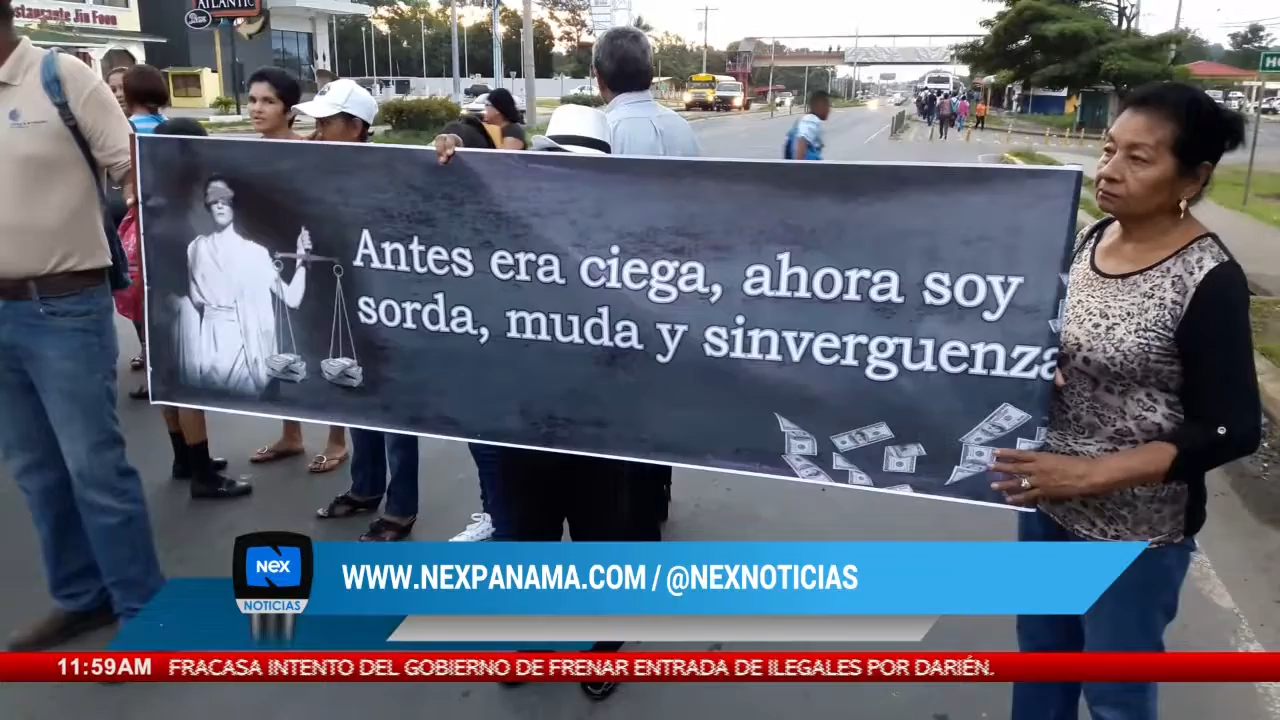 ATLANTIC
Restaurante Jin Foon
Antes era ciega, ahora soy
sorda, muda y sinverguenza
Nex
NOTICIAS
WWW.NEXPANAMA.COM / @NEXNOTICIAS
11:59AM FRACASA INTENTO DEL GOBIERNO DE FRENAR ENTRADA DE ILEGALES POR DARIÉN.